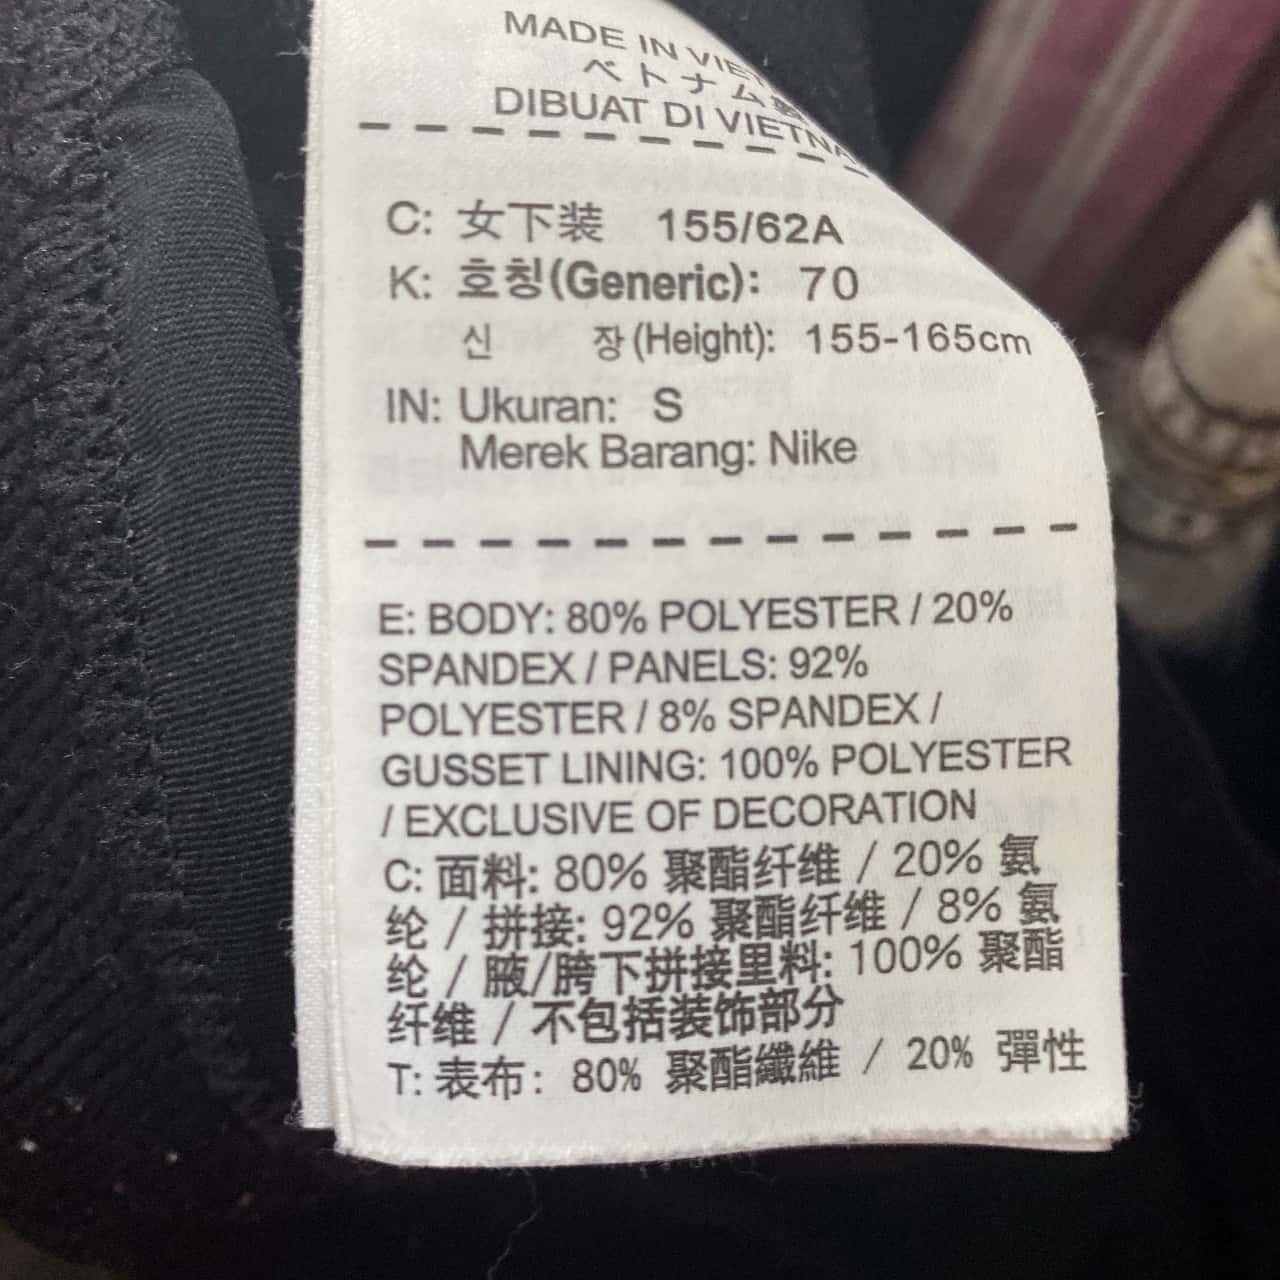 MADE IN VIETNAM
ベトナム製
DIBUAT DI VIETNAM
C: 女下装 155/62A
K: 호칭(Generic): 70
신 장(Height): 155-165cm
IN: Ukuran: S
Merek Barang: Nike
E: BODY: 80% POLYESTER / 20%
SPANDEX / PANELS: 92%
POLYESTER / 8% SPANDEX /
GUSSET LINING: 100% POLYESTER
/ EXCLUSIVE OF DECORATION
C: 面料: 80% 聚酯纤维 / 20% 氨
纶 / 拼接: 92% 聚酯纤维 / 8% 氨
纶 / 腋/胯下拼接里料: 100% 聚酯
纤维 / 不包括装饰部分
T: 表布: 80% 聚酯纖維 / 20% 彈性